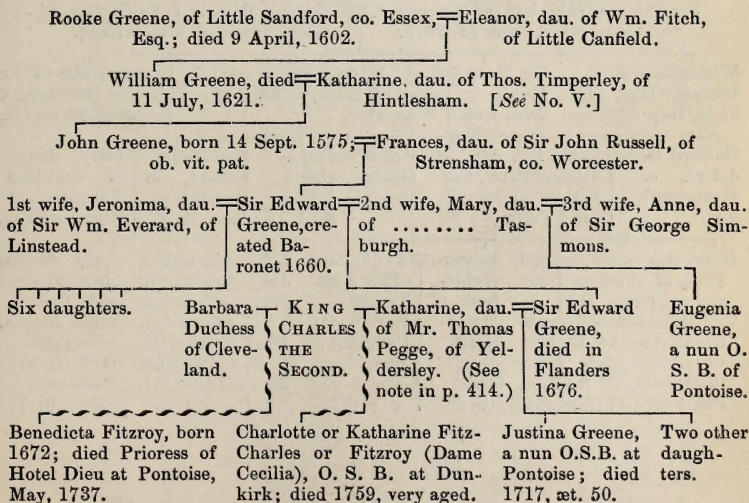 Rooke Greene, of Little Sandford, co. Essex,
Esq.; died 9 April, 1602.
Eleanor, dau. of Wm. Fitch,
of Little Canfield.
William Greene, died
11 July, 1621.
Katharine, dau. of Thos. Timperley, of
Hintlesham. [See No. V.]
John Greene, born 14 Sept. 1575;
ob. vit. pat.
Frances, dau. of Sir John Russell, of
Strensham, co. Worcester.
1st wife, Jeronima, dau.
of Sir Wm. Everard, of
Linstead.
Sir Edward
Greene, cre-
ated Ba-
ronet 1660.
2nd wife, Mary, dau.
of ........ Tas-
burgh.
3rd wife, Anne, dau.
of Sir George Sim-
mons.
Six daughters.
Barbara
Duchess
of Cleve-
land.
KING
CHARLES
THE
SECOND.
Katharine, dau.
of Mr. Thomas
Pegge, of Yel-
dersley. (See
note in p. 414.)
Sir Edward
Greene,
died in
Flanders
1676.
Eugenia
Greene,
a nun O.
S. B. of
Pontoise.
Benedicta Fitzroy, born
1672; died Prioress of
Hotel Dieu at Pontoise,
May, 1737.
Charlotte or Katharine Fitz-
Charles or Fitzroy (Dame
Cecilia), O. S. B. at Dun-
kirk; died 1759, very aged.
Justina Greene,
a nun O.S.B. at
Pontoise; died
1717, æt. 50.
Two other
daugh-
ters.